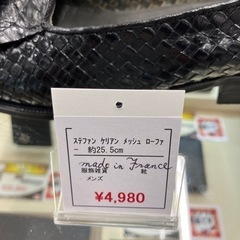 ステファン ケリアン メッシュ ローファ
ー 約25.5cm
made in France
服飾雑貨 靴
メンズ
¥4,980